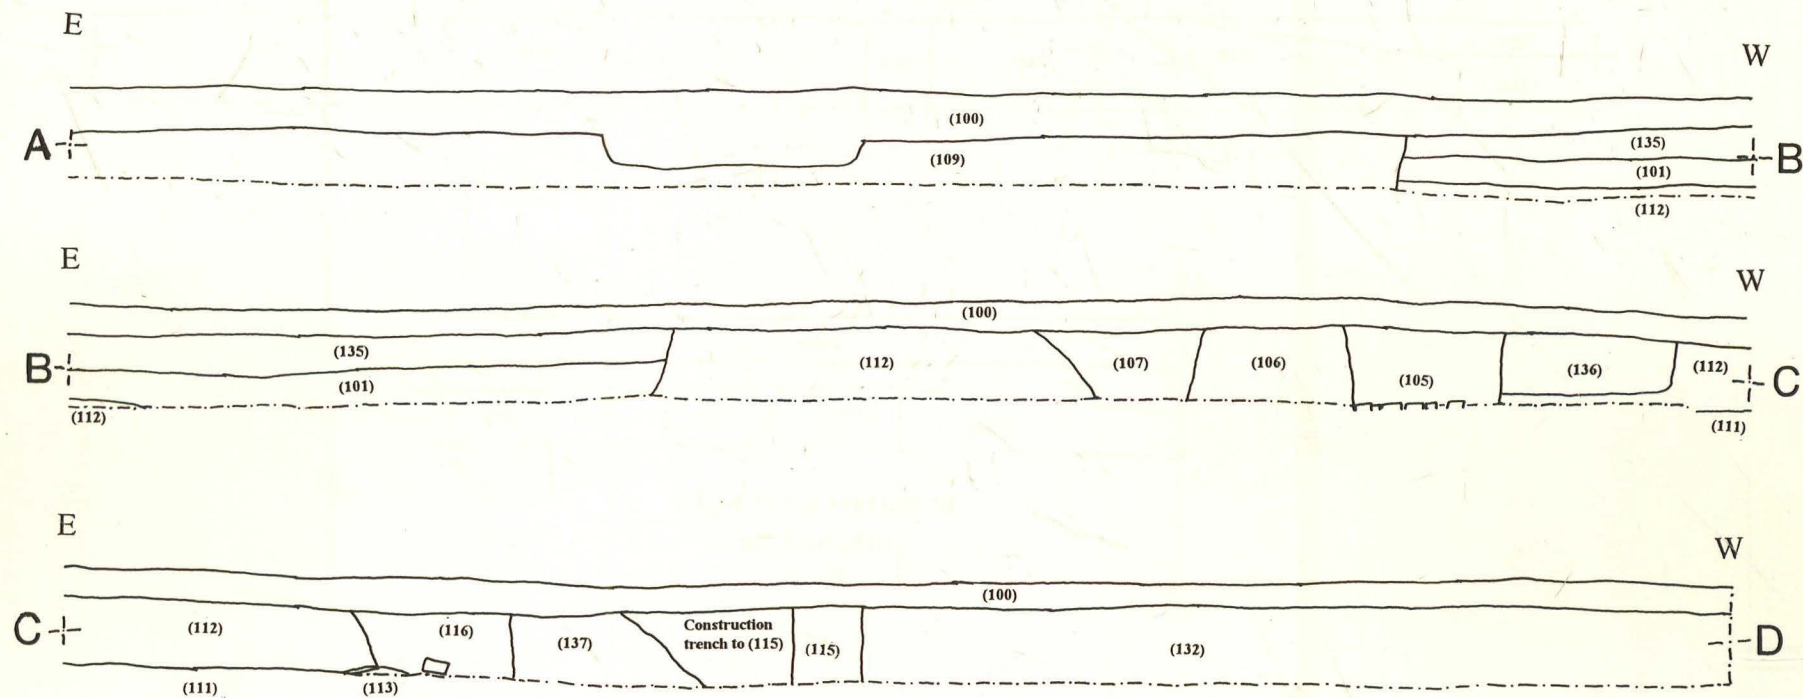 E
W
(100)
A
(109)
(135)
B
(101)
(112)
E
W
(100)
(135)
B
(101)
(112)
(112)
(107)
(106)
(105)
(136)
(112)
C
(111)
E
W
(100)
C
(112)
(116)
(137)
Construction
trench to (115)
(115)
(132)
D
(111)
(113)